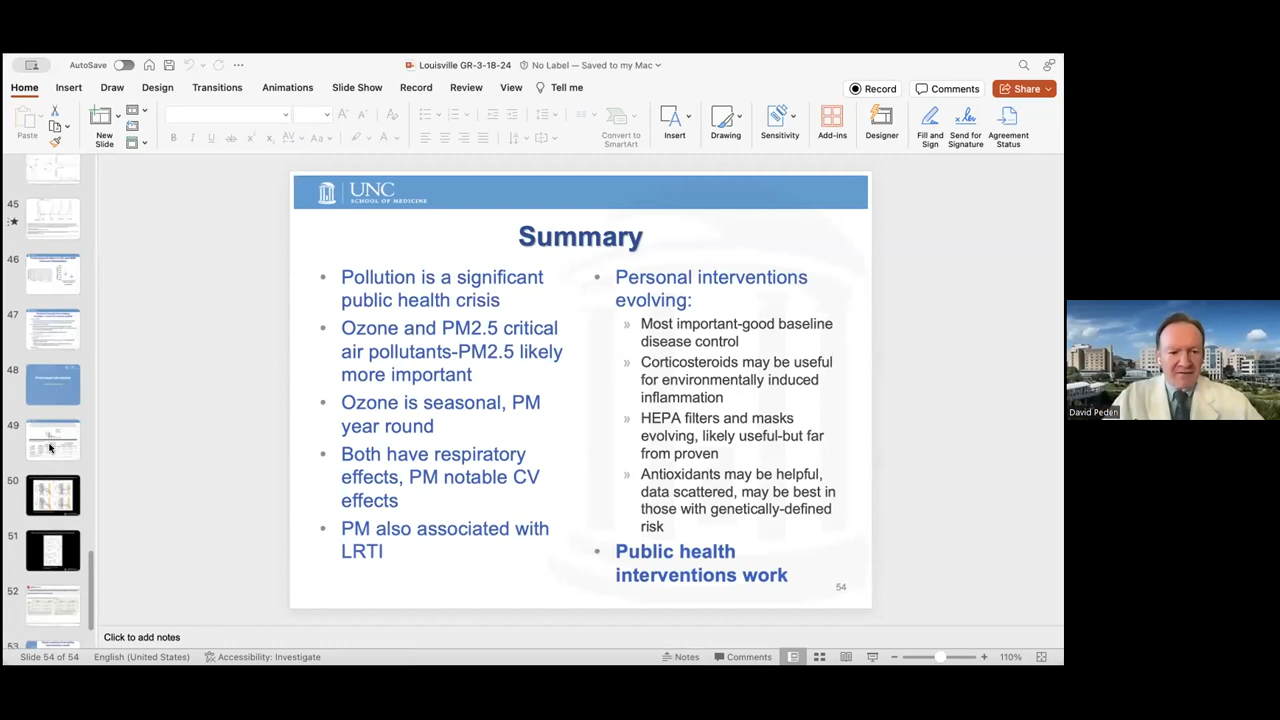 AutoSave
Louisville GR-3-18-24
No Label — Saved to my Mac
Home Insert Draw Design Transitions Animations Slide Show Record Review View Tell me
Record Comments Share
Paste
New
Slide
Convert to
SmartArt
Insert
Drawing
Sensitivity
Add-ins
Designer
Fill and
Sign
Send for
Signature
Agreement
Status
45
46
47
48
49
50
51
52
53
UNC
SCHOOL OF MEDICINE
Summary
• Pollution is a significant
public health crisis
• Ozone and PM2.5 critical
air pollutants-PM2.5 likely
more important
• Ozone is seasonal, PM
year round
• Both have respiratory
effects, PM notable CV
effects
• PM also associated with
LRTI
• Personal interventions
evolving:
» Most important-good baseline
disease control
» Corticosteroids may be useful
for environmentally induced
inflammation
» HEPA filters and masks
evolving, likely useful-but far
from proven
» Antioxidants may be helpful,
data scattered, may be best in
those with genetically-defined
risk
• Public health
interventions work
54
David Peden
Click to add notes
Slide 54 of 54 English (United States) Accessibility: Investigate Notes Comments 110%